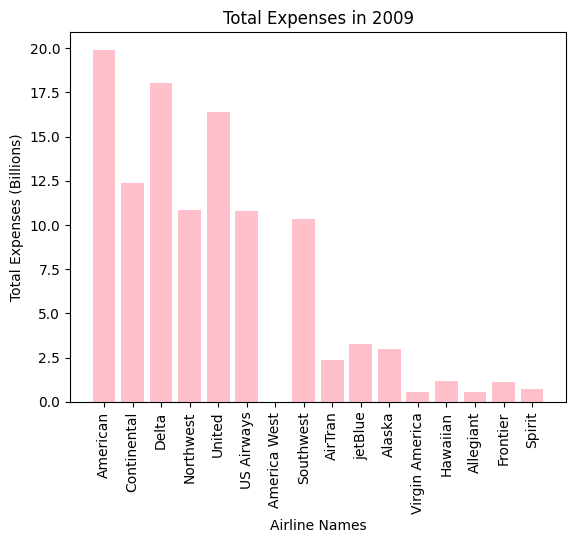 Total Expenses in 2009
Total Expenses (Billions)
20.0
17.5
15.0
12.5
10.0
7.5
5.0
2.5
0.0
American
Continental
Delta
Northwest
United
US Airways
America West
Southwest
AirTran
jetBlue
Alaska
Virgin America
Hawaiian
Allegiant
Frontier
Spirit
Airline Names